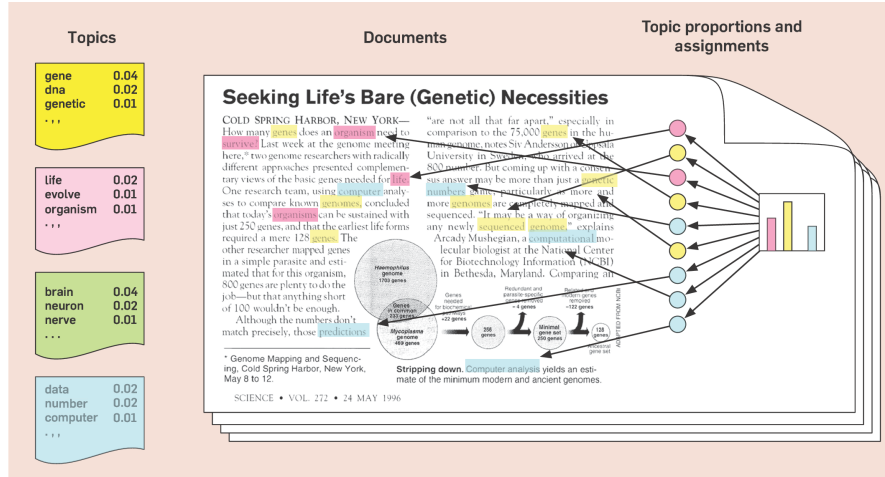 Topics
Documents
Topic proportions and
assignments
gene 0.04
dna 0.02
genetic 0.01
. , ,
life 0.02
evolve 0.01
organism 0.01
. , ,
brain 0.04
neuron 0.02
nerve 0.01
...
data 0.02
number 0.02
computer 0.01
. , ,
Seeking Life's Bare (Genetic) Necessities
COLD SPRING HARBOR, NEW YORK—
How many genes does an organism need to
survive? Last week at the genome meeting
here,* two genome researchers with radically
different approaches presented complemen-
tary views of the basic genes needed for life.
One research team, using computer analy-
ses to compare known genomes, concluded
that today's organisms can be sustained with
just 250 genes, and that the earliest life forms
required a mere 128 genes. The
other researcher mapped genes
in a simple parasite and esti-
mated that for this organism,
800 genes are plenty to do the
job—but that anything short
of 100 wouldn't be enough.
Although the numbers don't
match precisely, those predictions
* Genome Mapping and Sequenc-
ing, Cold Spring Harbor, New York,
May 8 to 12.
"are not all that far apart," especially in
comparison to the 75,000 genes in the hu-
man genome, notes Siv Andersson of Uppsala
University in Sweden, who arrived at the
800 number. But coming up with a consen-
sus answer may be more than just a genetic
numbers game, particularly as more and
more genomes are completely mapped and
sequenced. "It may be a way of organizing
any newly sequenced genome," explains
Arcady Mushegian, a computational mo-
lecular biologist at the National Center
for Biotechnology Information (NCBI)
in Bethesda, Maryland. Comparing an
Haemophilus
genome
1703 genes
Genes
in common
233 genes
Mycoplasma
genome
469 genes
Genes
needed
for biochemical
pathways
+22 genes
256
genes
Redundant and
parasite-specific
genes removed
– 4 genes
Minimal
gene set
250 genes
Related and
modern genes
removed
–122 genes
128
genes
Ancestral
gene set
ADAPTED FROM NCBI
Stripping down. Computer analysis yields an esti-
mate of the minimum modern and ancient genomes.
SCIENCE • VOL. 272 • 24 MAY 1996